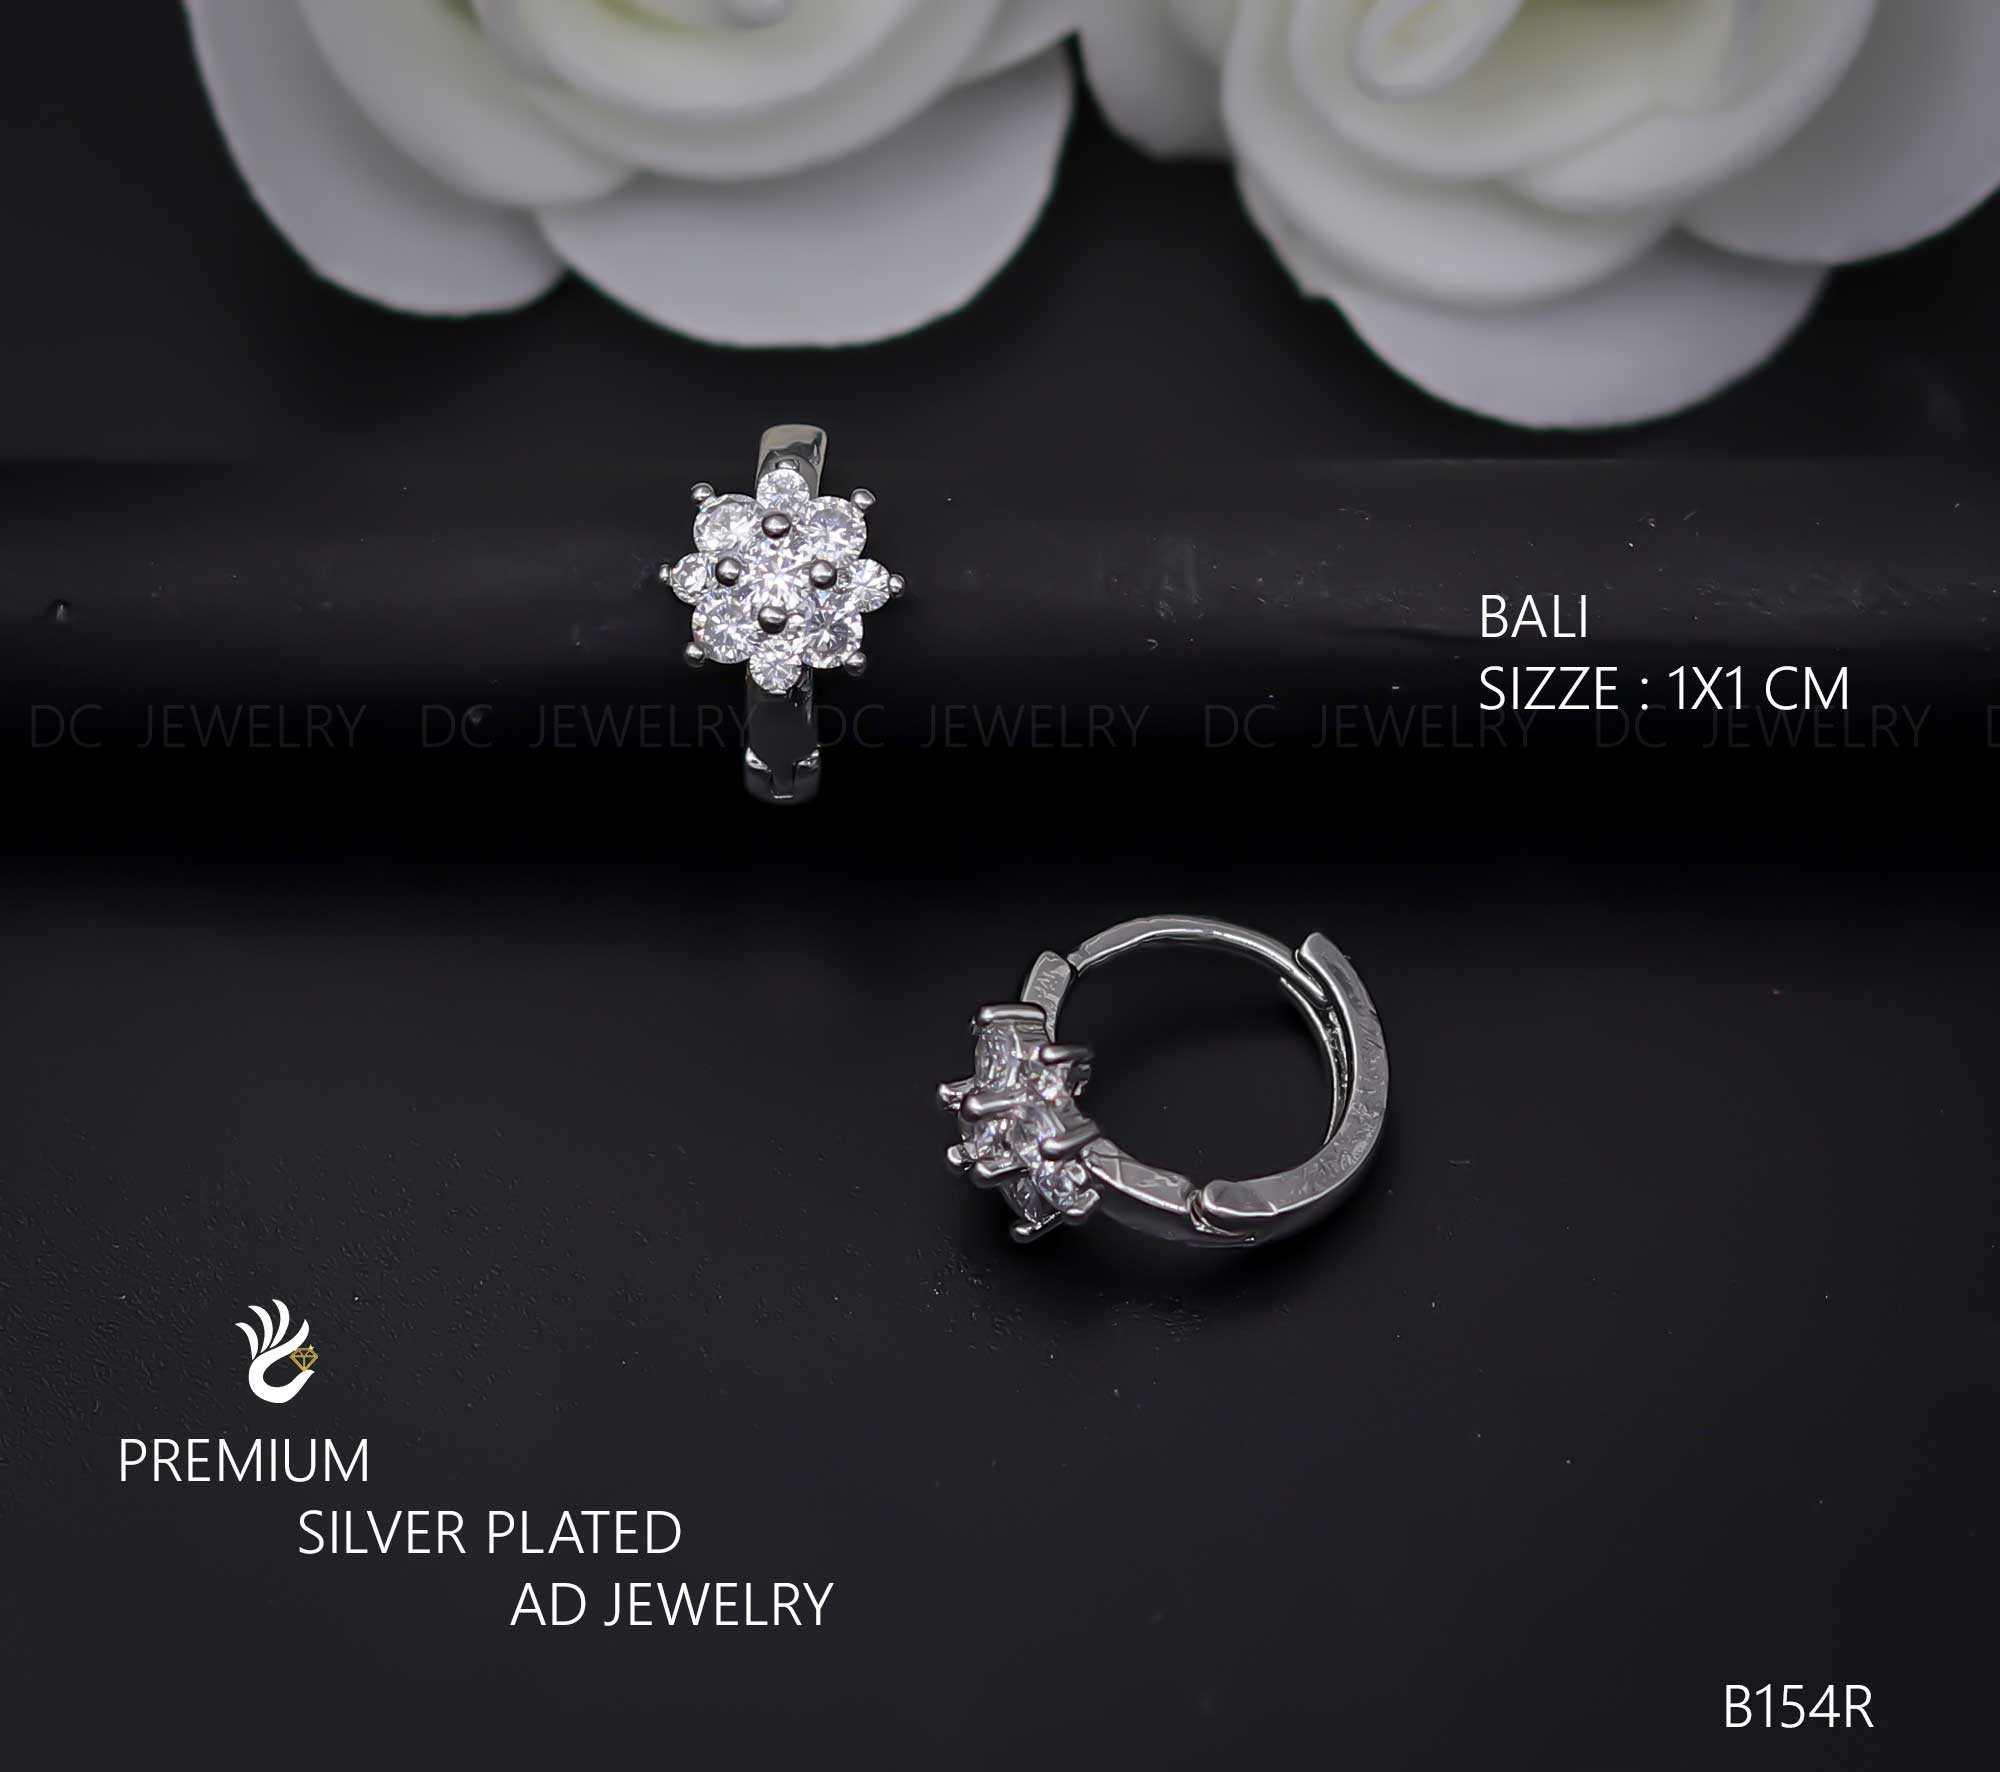 BALI
SIZZE : 1X1 CM
DC JEWELRY DC JEWELRY DC JEWELRY DC JEWELRY DC JEWELRY
PREMIUM
SILVER PLATED
AD JEWELRY
B154R